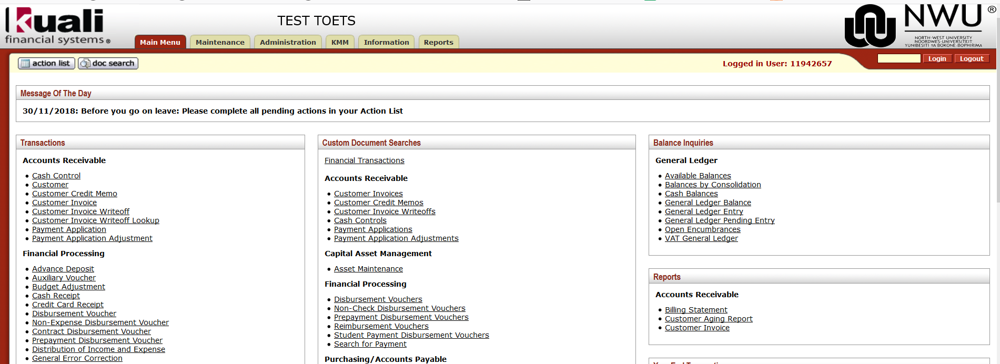 kuali
financial systems ®
TEST TOETS
NWU ®
NORTH-WEST UNIVERSITY
NOORDWES-UNIVERSITEIT
YUNIBESITI YA BOKONE-BOPHIRIMA
Main Menu
Maintenance
Administration
KMM
Information
Reports
action list
doc search
Logged in User: 11942657
Login
Logout
Message Of The Day
30/11/2018: Before you go on leave: Please complete all pending actions in your Action List
Transactions
Accounts Receivable
Cash Control
Customer
Customer Credit Memo
Customer Invoice
Customer Invoice Writeoff
Customer Invoice Writeoff Lookup
Payment Application
Payment Application Adjustment
Financial Processing
Advance Deposit
Auxiliary Voucher
Budget Adjustment
Cash Receipt
Credit Card Receipt
Disbursement Voucher
Non-Expense Disbursement Voucher
Contract Disbursement Voucher
Prepayment Disbursement Voucher
Distribution of Income and Expense
General Error Correction
Custom Document Searches
Financial Transactions
Accounts Receivable
Customer Invoices
Customer Credit Memos
Customer Invoice Writeoffs
Cash Controls
Payment Applications
Payment Application Adjustments
Capital Asset Management
Asset Maintenance
Financial Processing
Disbursement Vouchers
Non-Check Disbursement Vouchers
Prepayment Disbursement Vouchers
Reimbursement Vouchers
Student Payment Disbursement Vouchers
Search for Payment
Purchasing/Accounts Payable
Balance Inquiries
General Ledger
Available Balances
Balances by Consolidation
Cash Balances
General Ledger Balance
General Ledger Entry
General Ledger Pending Entry
Open Encumbrances
VAT General Ledger
Reports
Accounts Receivable
Billing Statement
Customer Aging Report
Customer Invoice